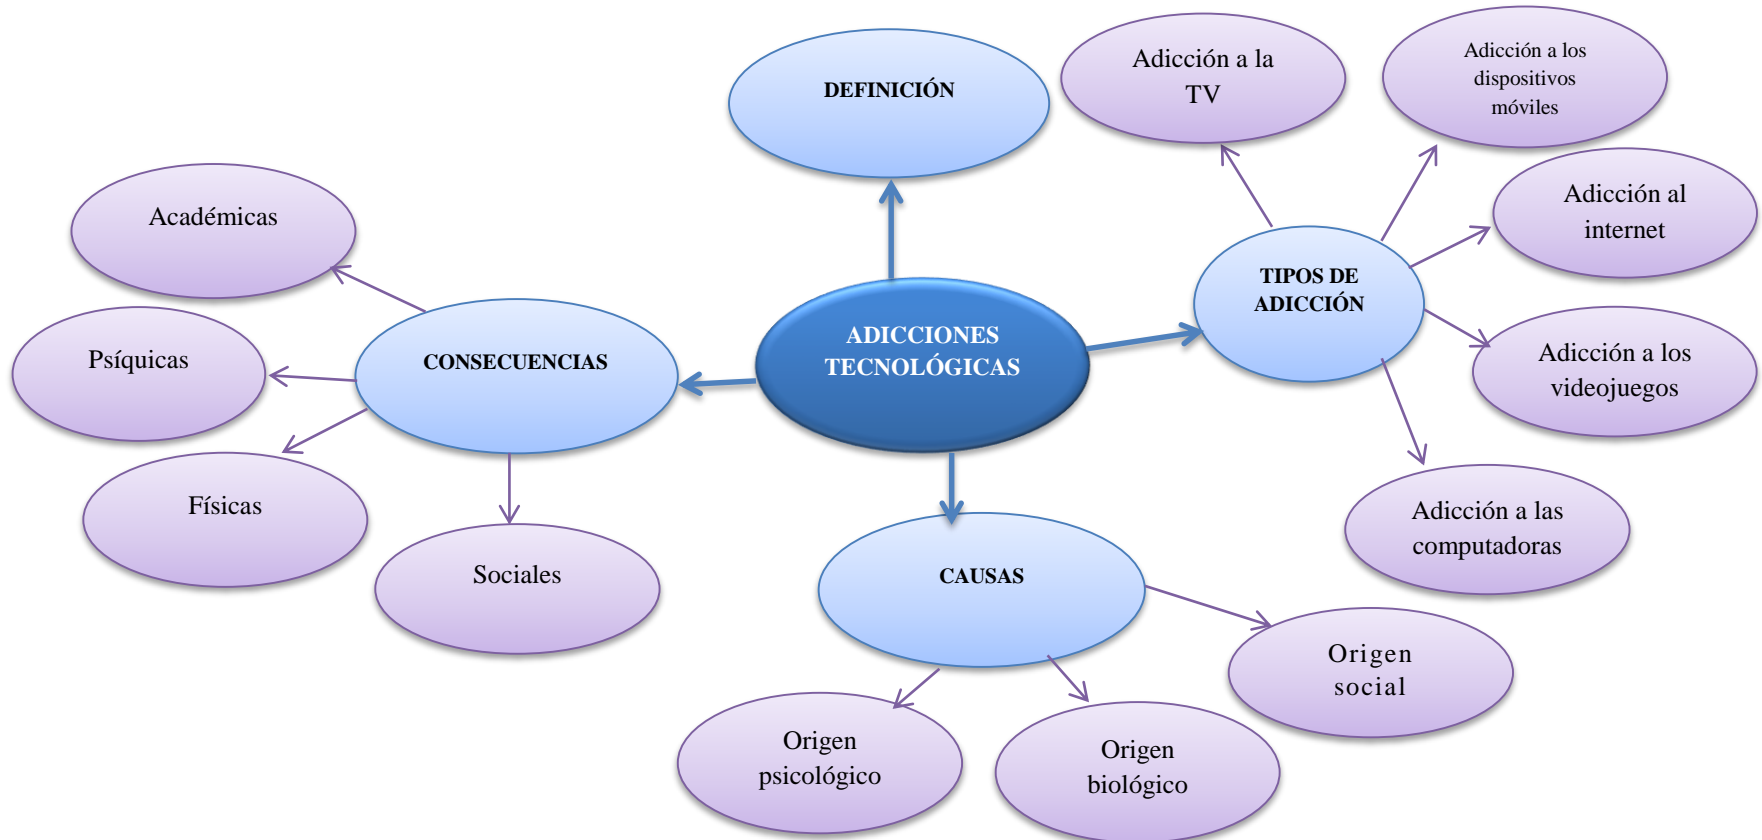 DEFINICIÓN
Adicción a la
TV
Adicción a los
dispositivos
móviles
Académicas
Adicción al
internet
TIPOS DE
ADICCIÓN
ADICCIONES
TECNOLÓGICAS
CONSECUENCIAS
Psíquicas
Adicción a los
videojuegos
Físicas
Sociales
Adicción a las
computadoras
CAUSAS
Origen
social
Origen
psicológico
Origen
biológico